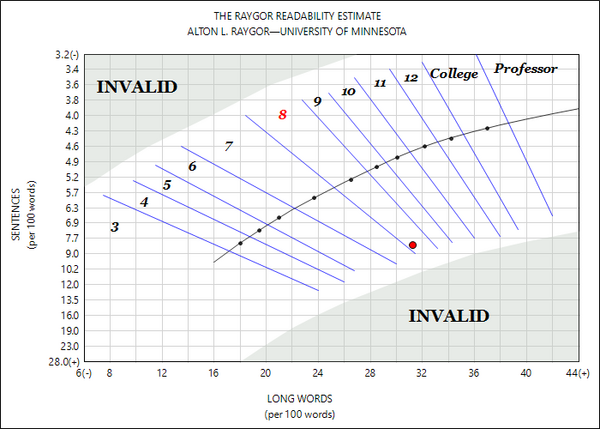 THE RAYGOR READABILITY ESTIMATE
ALTON L. RAYGOR—UNIVERSITY OF MINNESOTA
3.2(-)
3.4
3.6
3.8
4.0
4.3
4.6
4.9
5.2
5.7
6.3
6.9
7.7
9.0
10.2
12.0
13.5
16.0
19.0
23.0
28.0(+)
SENTENCES
(per 100 words)
INVALID
3
4
5
6
7
8
9
10
11
12
College
Professor
INVALID
6(-) 8 12 16 20 24 28 32 36 40 44(+)
LONG WORDS
(per 100 words)